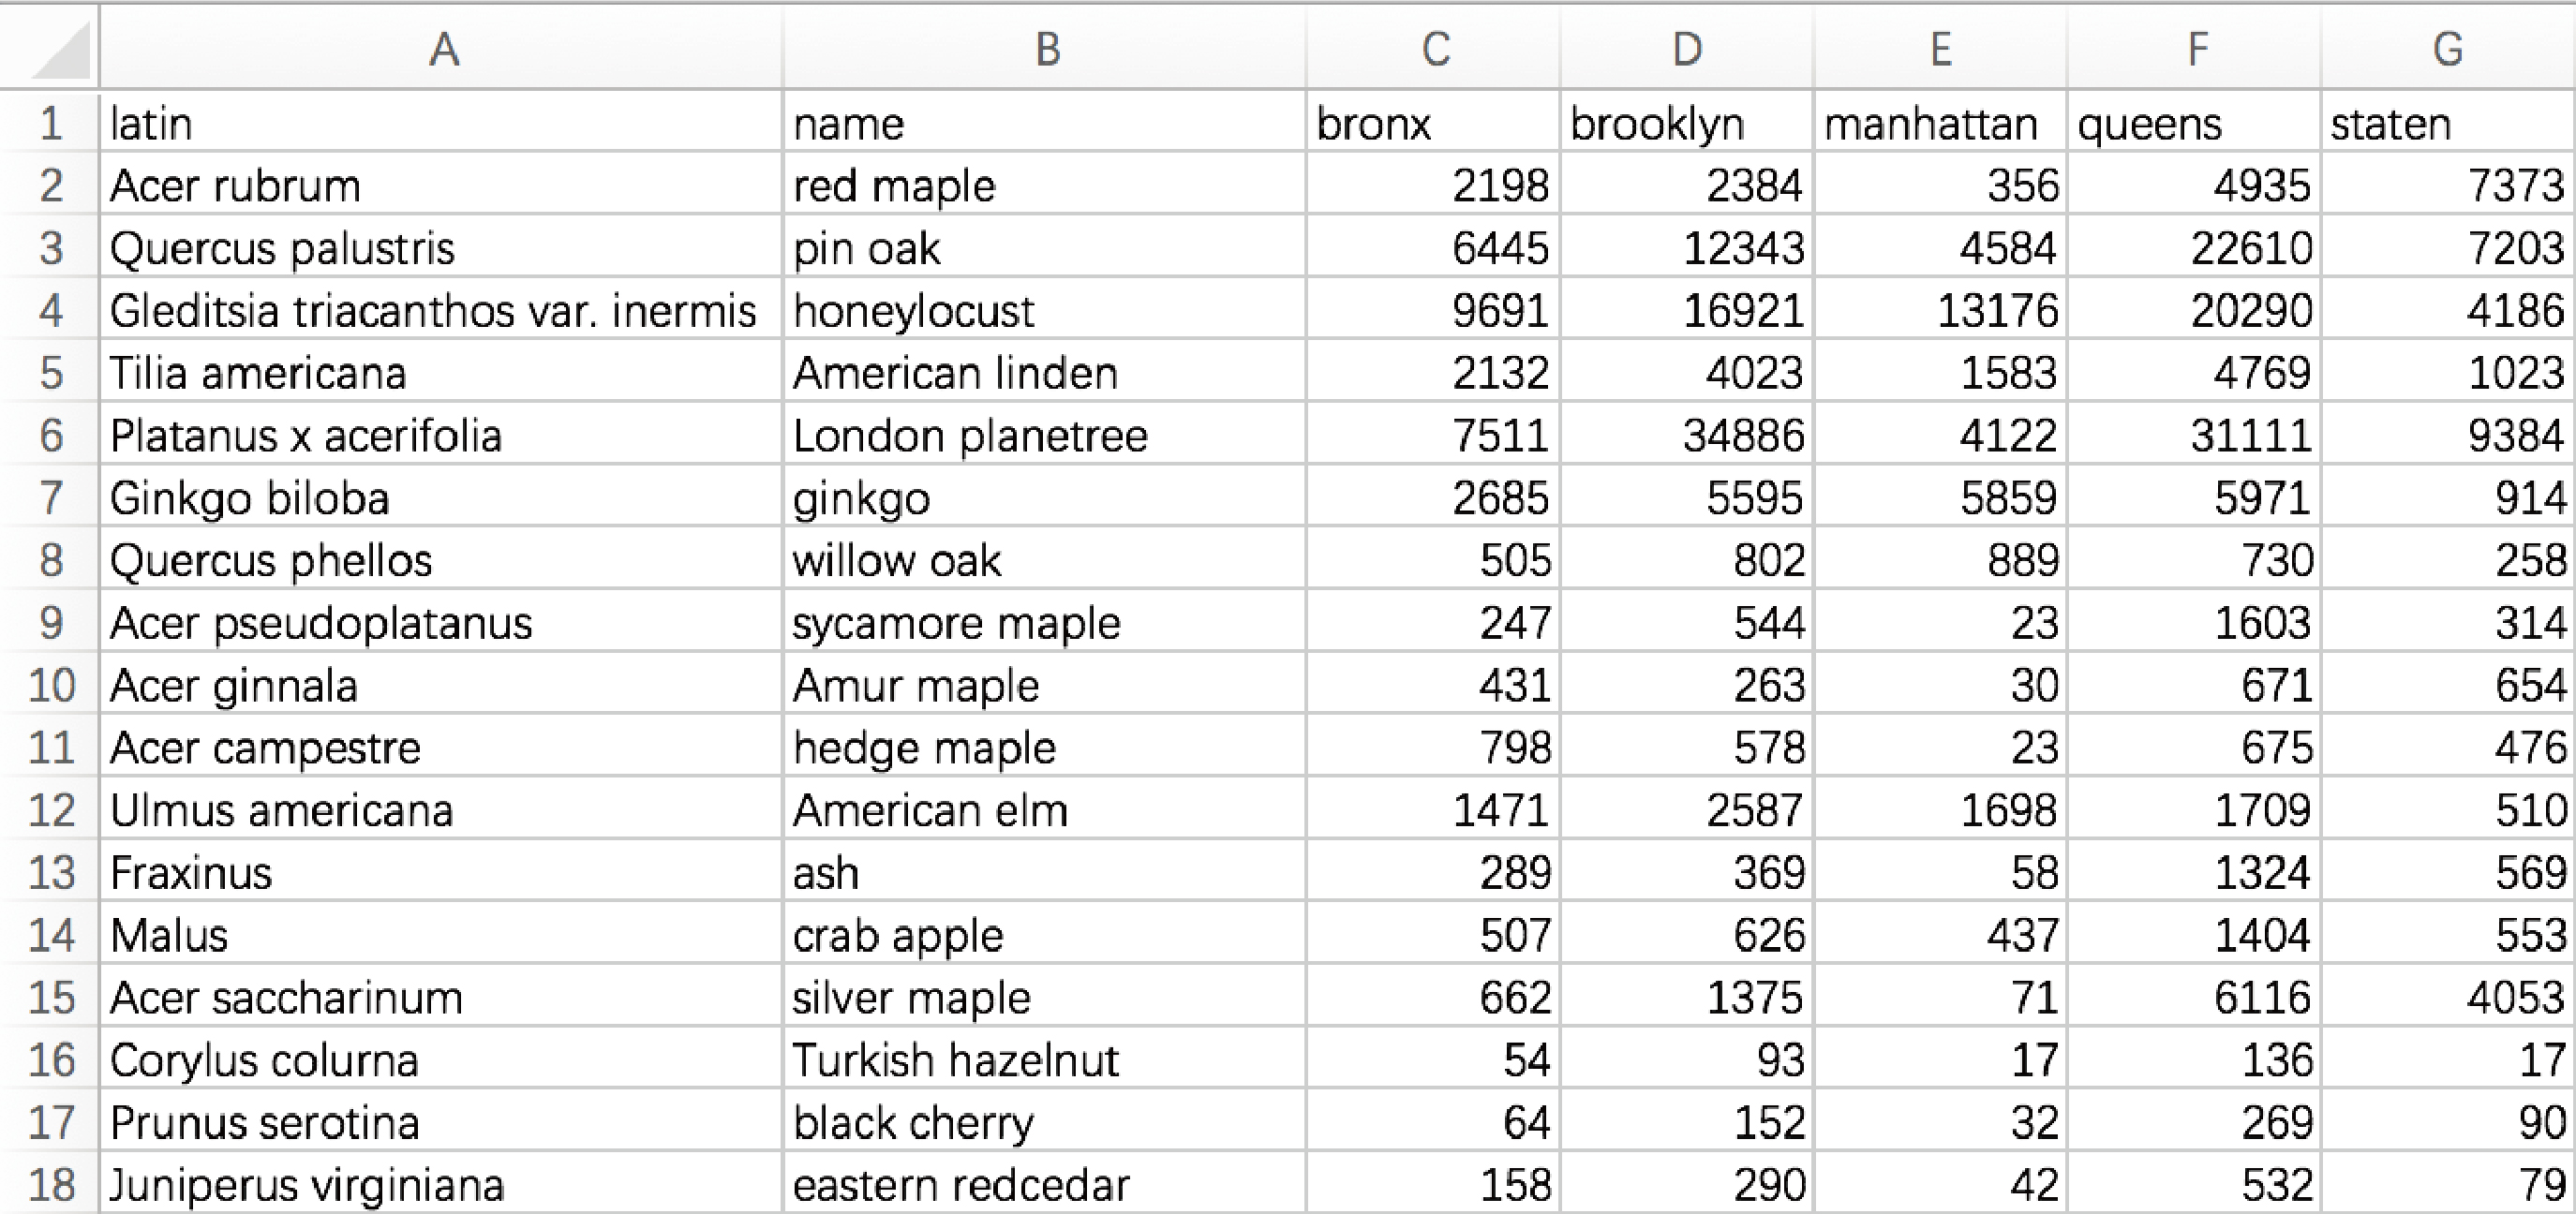 A B C D E F G
1 latin name bronx brooklyn manhattan queens staten
2 Acer rubrum red maple 2198 2384 356 4935 7373
3 Quercus palustris pin oak 6445 12343 4584 22610 7203
4 Gleditsia triacanthos var. inermis honeylocust 9691 16921 13176 20290 4186
5 Tilia americana American linden 2132 4023 1583 4769 1023
6 Platanus x acerifolia London planetree 7511 34886 4122 31111 9384
7 Ginkgo biloba ginkgo 2685 5595 5859 5971 914
8 Quercus phellos willow oak 505 802 889 730 258
9 Acer pseudoplatanus sycamore maple 247 544 23 1603 314
10 Acer ginnala Amur maple 431 263 30 671 654
11 Acer campestre hedge maple 798 578 23 675 476
12 Ulmus americana American elm 1471 2587 1698 1709 510
13 Fraxinus ash 289 369 58 1324 569
14 Malus crab apple 507 626 437 1404 553
15 Acer saccharinum silver maple 662 1375 71 6116 4053
16 Corylus colurna Turkish hazelnut 54 93 17 136 17
17 Prunus serotina black cherry 64 152 32 269 90
18 Juniperus virginiana eastern redcedar 158 290 42 532 79